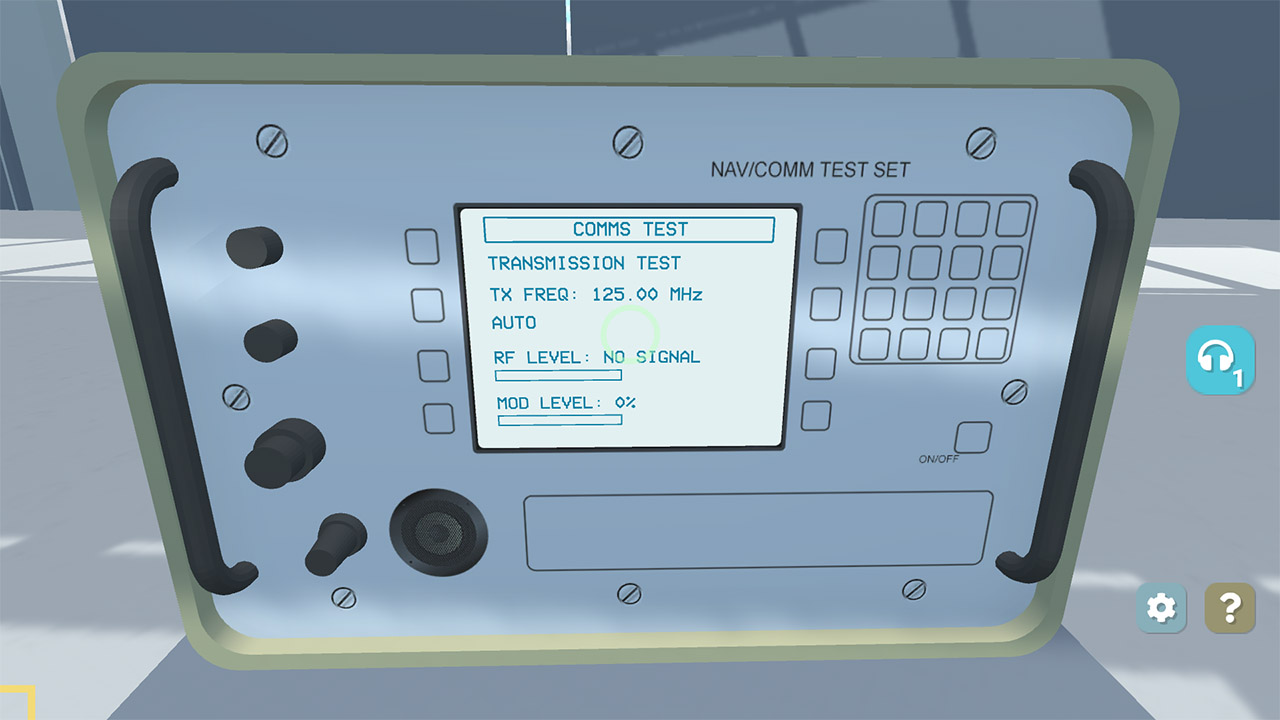 NAV/COMM TEST SET
COMMS TEST
TRANSMISSION TEST
TX FREQ: 125.00 MHz
AUTO
RF LEVEL: NO SIGNAL
MOD LEVEL: 0%
ON/OFF
1
?